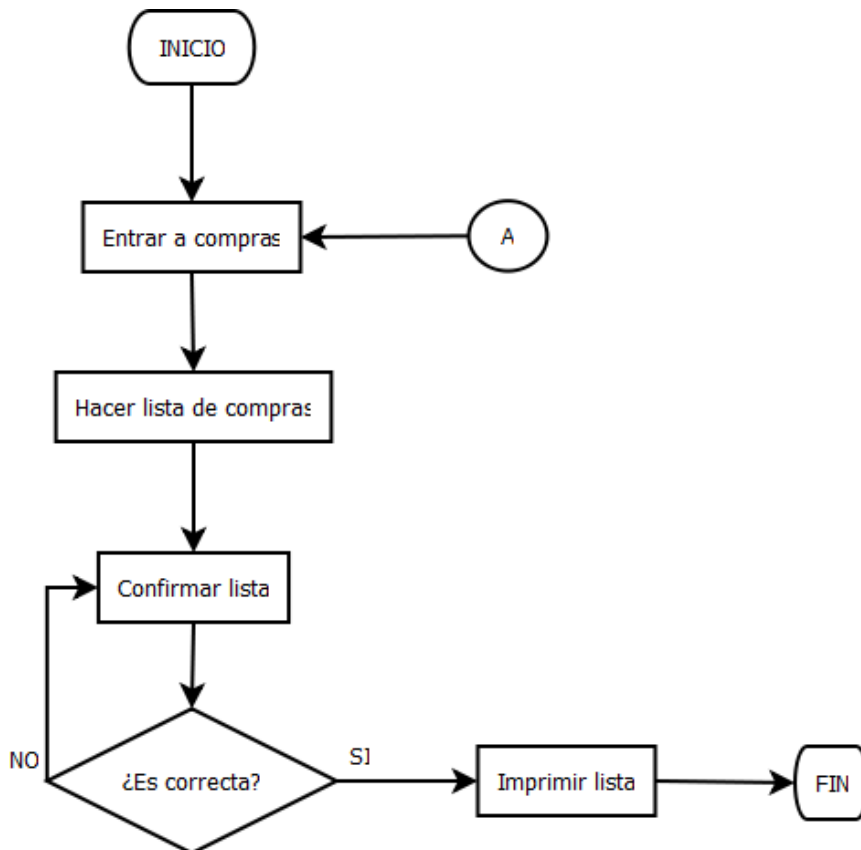 INICIO
Entrar a compras
A
Hacer lista de compras
Confirmar lista
NO
¿Es correcta?
SI
Imprimir lista
FIN